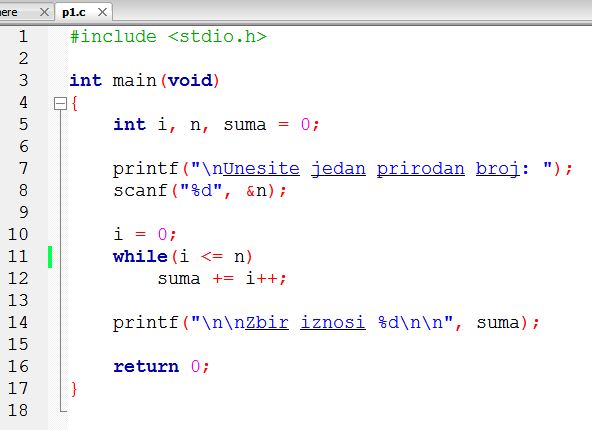 ere
p1.c
1 #include <stdio.h>
2
3 int main(void)
4 {
5 int i, n, suma = 0;
6
7 printf("\nUnesite jedan prirodan broj: ");
8 scanf("%d", &n);
9
10 i = 0;
11 while(i <= n)
12 suma += i++;
13
14 printf("\n\nZbir iznosi %d\n\n", suma);
15
16 return 0;
17 }
18